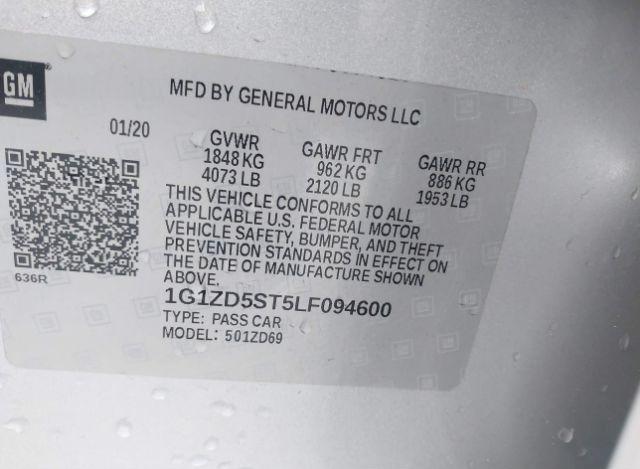 GM
MFD BY GENERAL MOTORS LLC
01/20
GVWR
1848 KG
4073 LB
GAWR FRT
962 KG
2120 LB
GAWR RR
886 KG
1953 LB
THIS VEHICLE CONFORMS TO ALL
APPLICABLE U.S. FEDERAL MOTOR
VEHICLE SAFETY, BUMPER, AND THEFT
PREVENTION STANDARDS IN EFFECT ON
THE DATE OF MANUFACTURE SHOWN
ABOVE.
636R
1G1ZD5ST5LF094600
TYPE: PASS CAR
MODEL: 501ZD69